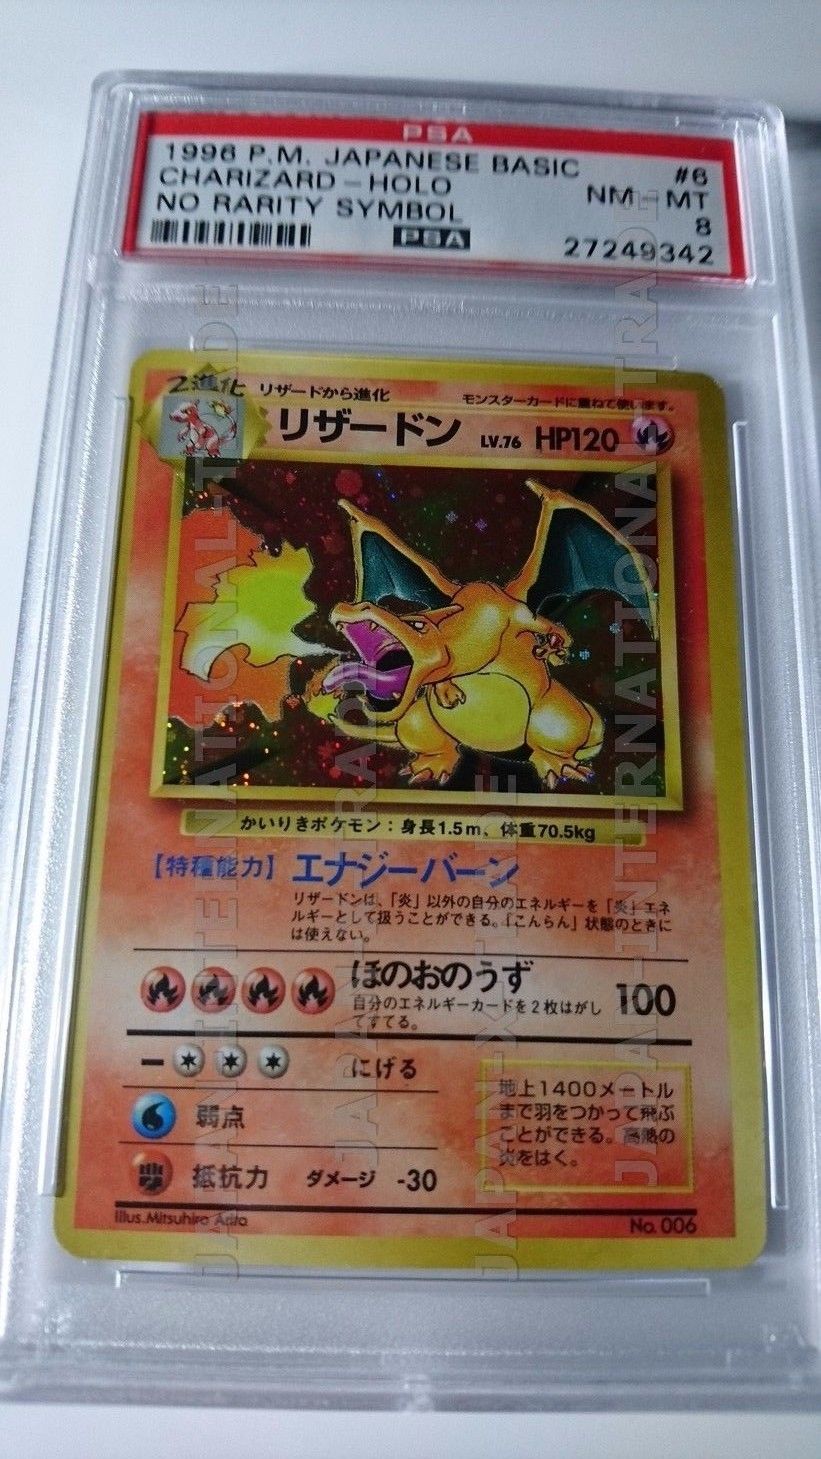 PSA
1996 P.M. JAPANESE BASIC #6
CHARIZARD-HOLO NM-MT
NO RARITY SYMBOL 8
PSA 27249342
2進化 リザードから進化 モンスターカードに重ねて使います。
リザードン LV.76 HP120
かいりきポケモン:身長1.5m、体重70.5kg
【特種能力】 エナジーバーン
リザードンは、「炎」以外の自分のエネルギーを「炎」エネ
ルギーとして扱うことができる。「こんらん」状態のときに
は使えない。
ほのおのうず 100
自分のエネルギーカードを2枚はがし
てすてる。
にげる
弱点
抵抗力 ダメージ -30
地上1400メートル
まで羽をつかって飛ぶ
ことができる。高熱の
炎をはく。
Illus.Mitsuhiro Arita No.006
JAPAN-INTERNATIONAL-TRADE
JAPAN-INTERNATIONAL-TRADE